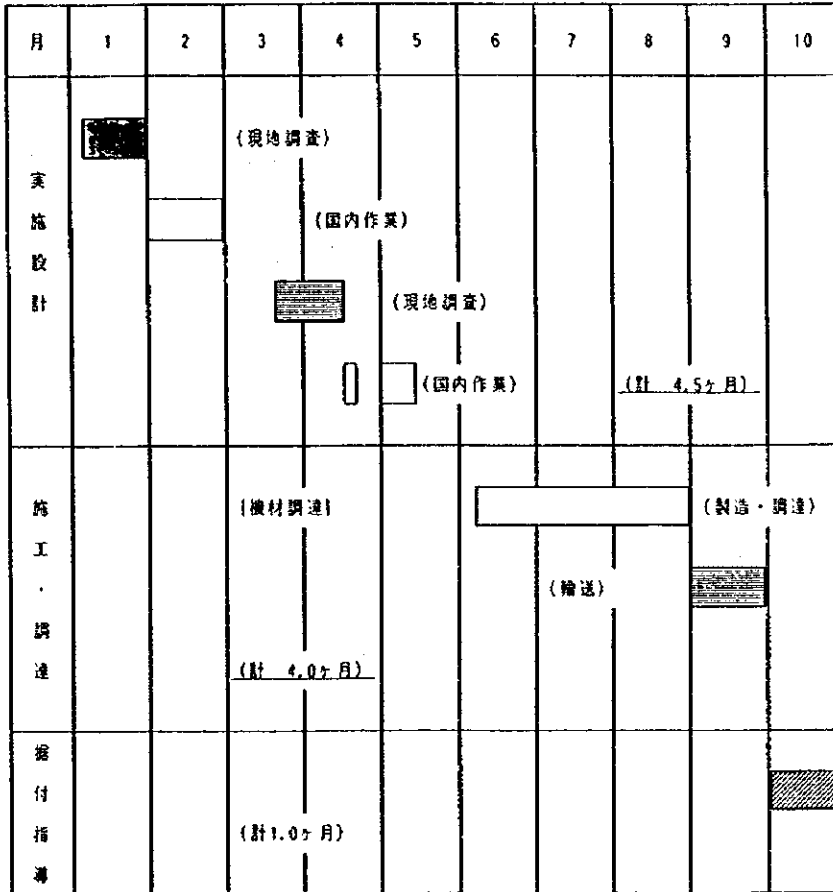 月 1 2 3 4 5 6 7 8 9 10
実施設計
(現地調査)
(国内作業)
(現地調査)
(国内作業) (計 4.5ヶ月)
施工・調達
(機材調達) (製造・調達)
(輸送)
(計 4.0ヶ月)
据付指導
(計1.0ヶ月)